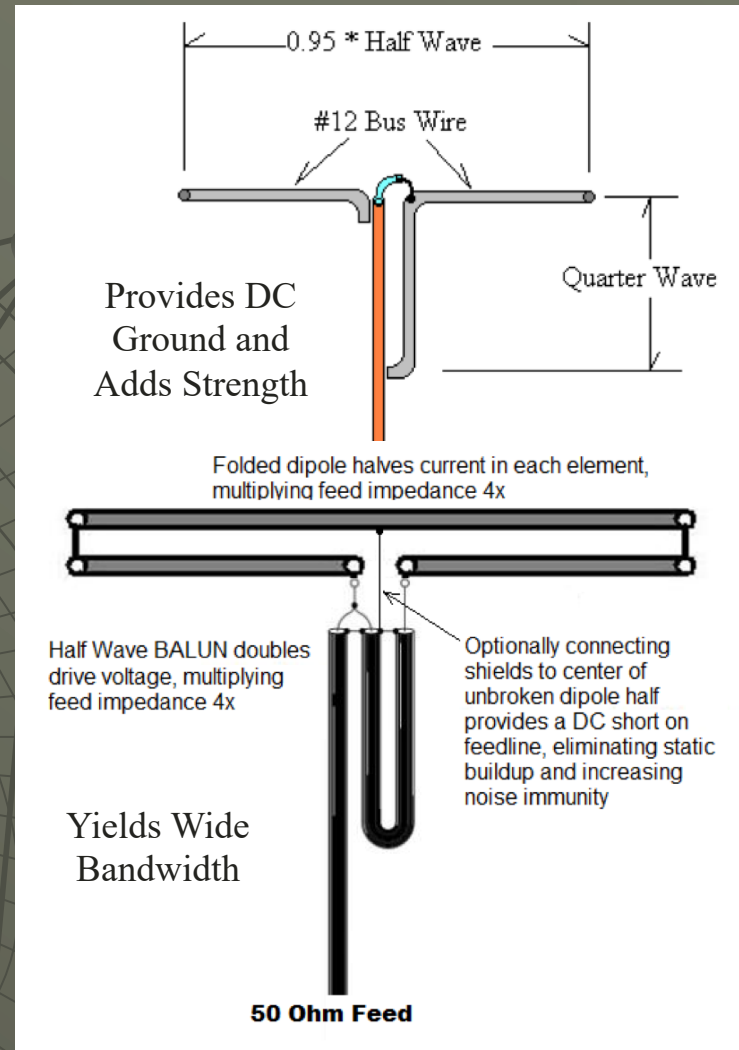 0.95 * Half Wave
#12 Bus Wire
Quarter Wave
Provides DC
Ground and
Adds Strength
Folded dipole halves current in each element,
multiplying feed impedance 4x
Half Wave BALUN doubles
drive voltage, multiplying
feed impedance 4x
Optionally connecting
shields to center of
unbroken dipole half
provides a DC short on
feedline, eliminating static
buildup and increasing
noise immunity
Yields Wide
Bandwidth
50 Ohm Feed